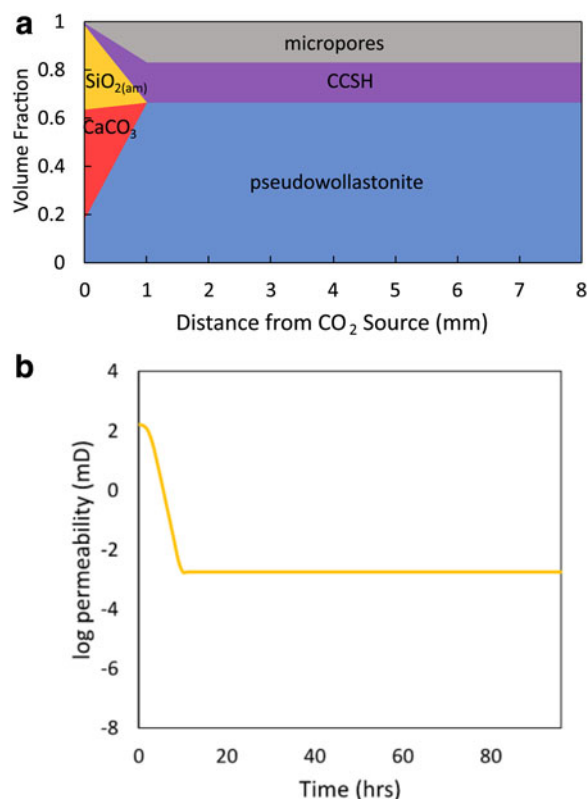 a
1
0.8
0.6
0.4
0.2
0
Volume Fraction
micropores
CCSH
SiO2(am)
CaCO3
pseudowollastonite
0 1 2 3 4 5 6 7 8
Distance from CO2 Source (mm)
b
4
2
0
-2
-4
-6
-8
log permeability (mD)
0 20 40 60 80
Time (hrs)